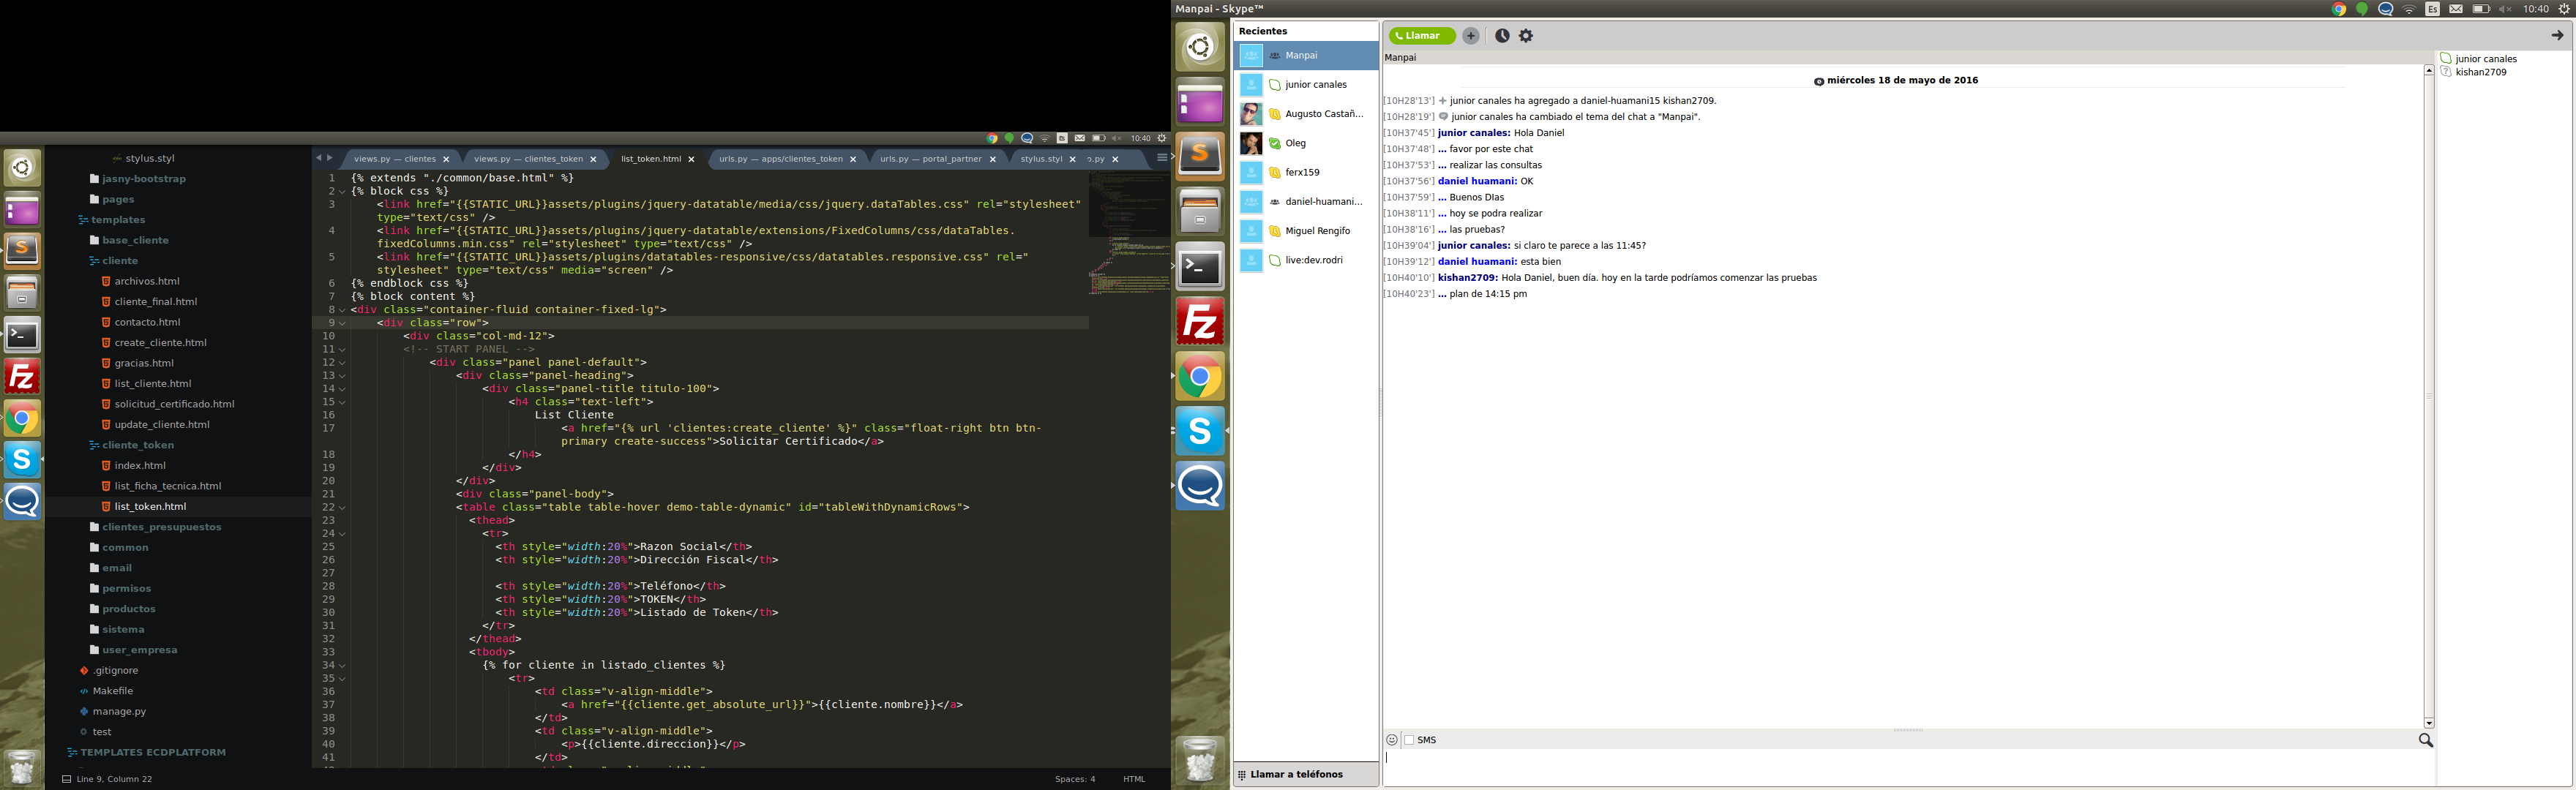 10:40
stylus.styl
jasny-bootstrap
pages
templates
base_cliente
cliente
archivos.html
cliente_final.html
contacto.html
create_cliente.html
gracias.html
list_cliente.html
solicitud_certificado.html
update_cliente.html
cliente_token
index.html
list_ficha_tecnica.html
list_token.html
clientes_presupuestos
common
email
permisos
productos
sistema
user_empresa
.gitignore
Makefile
manage.py
test
TEMPLATES ECDPLATFORM
views.py — clientes
views.py — clientes_token
list_token.html
urls.py — apps/clientes_token
urls.py — portal_partner
stylus.styl
1 {% extends "./common/base.html" %}
2 {% block css %}
3 <link href="{{STATIC_URL}}assets/plugins/jquery-datatable/media/css/jquery.dataTables.css" rel="stylesheet"
type="text/css" />
4 <link href="{{STATIC_URL}}assets/plugins/jquery-datatable/extensions/FixedColumns/css/dataTables.
fixedColumns.min.css" rel="stylesheet" type="text/css" />
5 <link href="{{STATIC_URL}}assets/plugins/datatables-responsive/css/datatables.responsive.css" rel="
stylesheet" type="text/css" media="screen" />
6 {% endblock css %}
7 {% block content %}
8 <div class="container-fluid container-fixed-lg">
9 <div class="row">
10 <div class="col-md-12">
11 <!-- START PANEL -->
12 <div class="panel panel-default">
13 <div class="panel-heading">
14 <div class="panel-title titulo-100">
15 <h4 class="text-left">
16 List Cliente
17 <a href="{% url 'clientes:create_cliente' %}" class="float-right btn btn-
primary create-success">Solicitar Certificado</a>
18 </h4>
19 </div>
20 </div>
21 <div class="panel-body">
22 <table class="table table-hover demo-table-dynamic" id="tableWithDynamicRows">
23 <thead>
24 <tr>
25 <th style="width:20%">Razon Social</th>
26 <th style="width:20%">Dirección Fiscal</th>
27
28 <th style="width:20%">Teléfono</th>
29 <th style="width:20%">TOKEN</th>
30 <th style="width:20%">Listado de Token</th>
31 </tr>
32 </thead>
33 <tbody>
34 {% for cliente in listado_clientes %}
35 <tr>
36 <td class="v-align-middle">
37 <a href="{{cliente.get_absolute_url}}">{{cliente.nombre}}</a>
38 </td>
39 <td class="v-align-middle">
40 <p>{{cliente.direccion}}</p>
41 </td>
Line 9, Column 22
Spaces: 4
HTML
Manpai - Skype™
Es
10:40
Recientes
Manpai
junior canales
Augusto Castañ...
Oleg
ferx159
daniel-huamani...
Miguel Rengifo
live:dev.rodri
Llamar a teléfonos
Llamar
Manpai
miércoles 18 de mayo de 2016
[10H28'13'] junior canales ha agregado a daniel-huamani15 kishan2709.
[10H28'19'] junior canales ha cambiado el tema del chat a "Manpai".
[10H37'45'] junior canales: Hola Daniel
[10H37'48'] ... favor por este chat
[10H37'53'] ... realizar las consultas
[10H37'56'] daniel huamani: OK
[10H37'59'] ... Buenos DIas
[10H38'11'] ... hoy se podra realizar
[10H38'16'] ... las pruebas?
[10H39'04'] junior canales: si claro te parece a las 11:45?
[10H39'12'] daniel huamani: esta bien
[10H40'10'] kishan2709: Hola Daniel, buen día. hoy en la tarde podríamos comenzar las pruebas
[10H40'23'] ... plan de 14:15 pm
SMS
junior canales
kishan2709